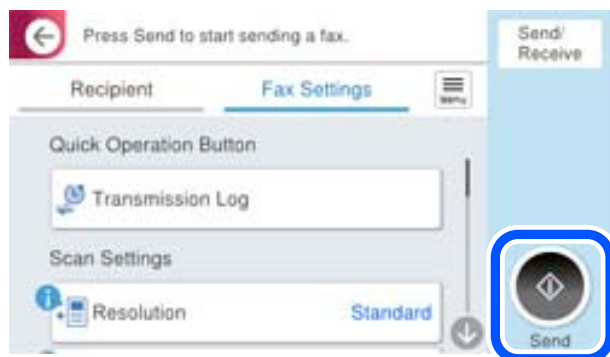 Press Send to start sending a fax.
Send/
Receive
Recipient
Fax Settings
Menu
Quick Operation Button
Transmission Log
Scan Settings
Resolution
Standard
Send